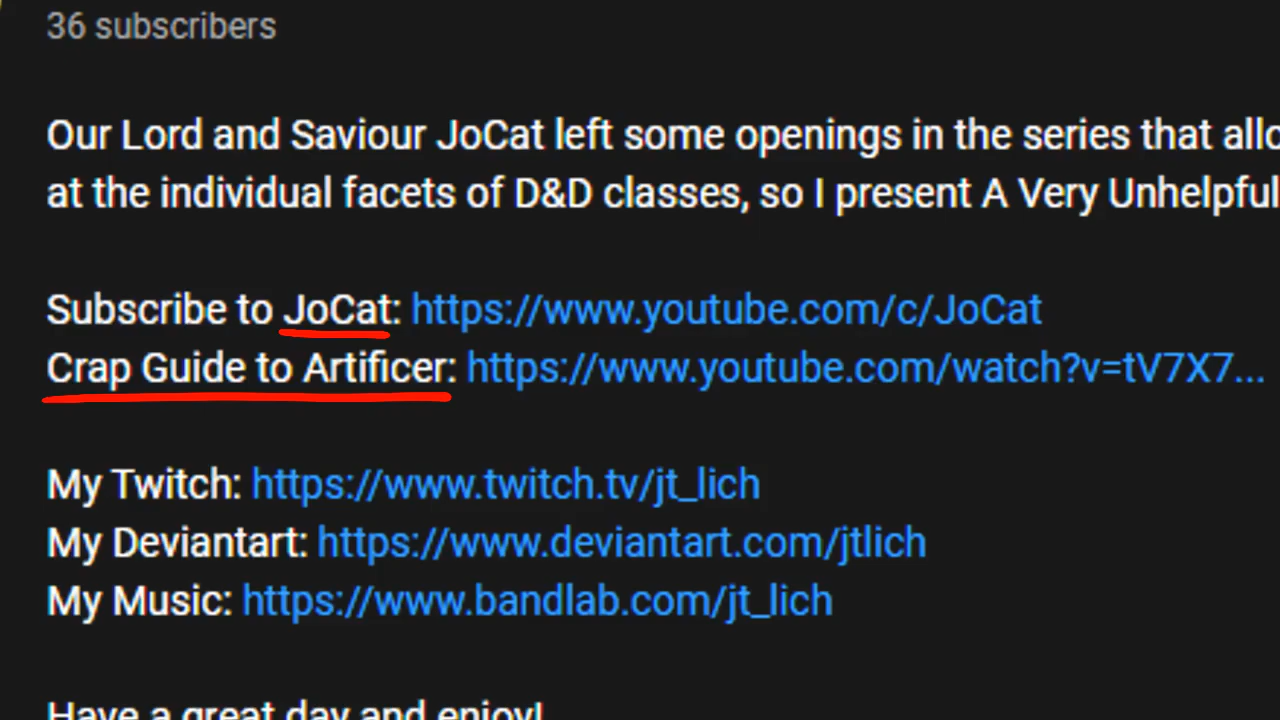 36 subscribers
Our Lord and Saviour JoCat left some openings in the series that
at the individual facets of D&D classes, so I present A Very Unhelpful
Subscribe to JoCat: https://www.youtube.com/c/JoCat
Crap Guide to Artificer: https://www.youtube.com/watch?v=tV7X7...
My Twitch: https://www.twitch.tv/jt_lich
My Deviantart: https://www.deviantart.com/jtlich
My Music: https://www.bandlab.com/jt_lich
Have a great day and enjoy!